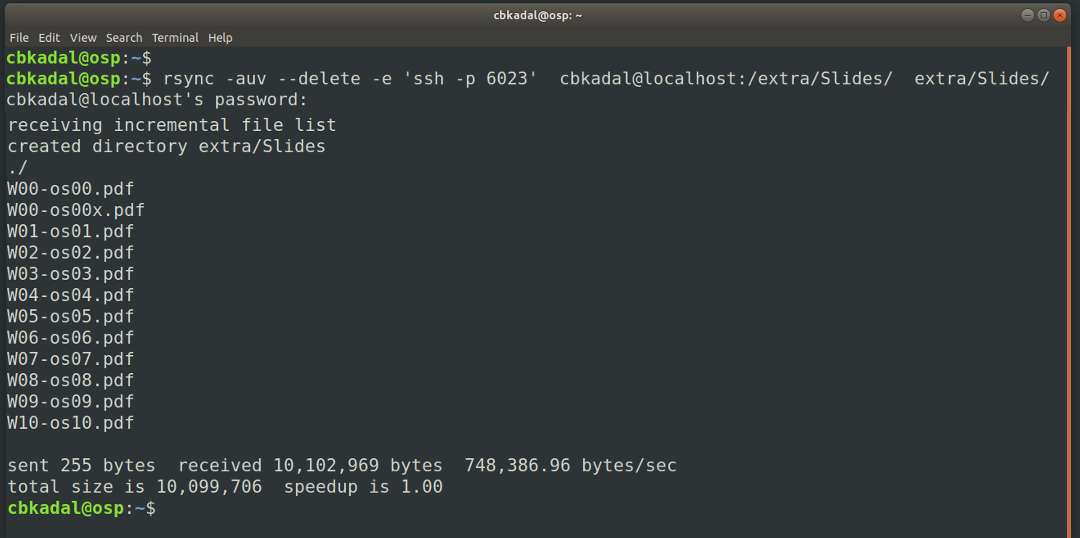 cbkadal@osp: ~
File Edit View Search Terminal Help
cbkadal@osp:~$
cbkadal@osp:~$ rsync -auv --delete -e 'ssh -p 6023'  cbkadal@localhost:/extra/Slides/  extra/Slides/
cbkadal@localhost's password:
receiving incremental file list
created directory extra/Slides
./
W00-os00.pdf
W00-os00x.pdf
W01-os01.pdf
W02-os02.pdf
W03-os03.pdf
W04-os04.pdf
W05-os05.pdf
W06-os06.pdf
W07-os07.pdf
W08-os08.pdf
W09-os09.pdf
W10-os10.pdf
sent 255 bytes  received 10,102,969 bytes  748,386.96 bytes/sec
total size is 10,099,706  speedup is 1.00
cbkadal@osp:~$